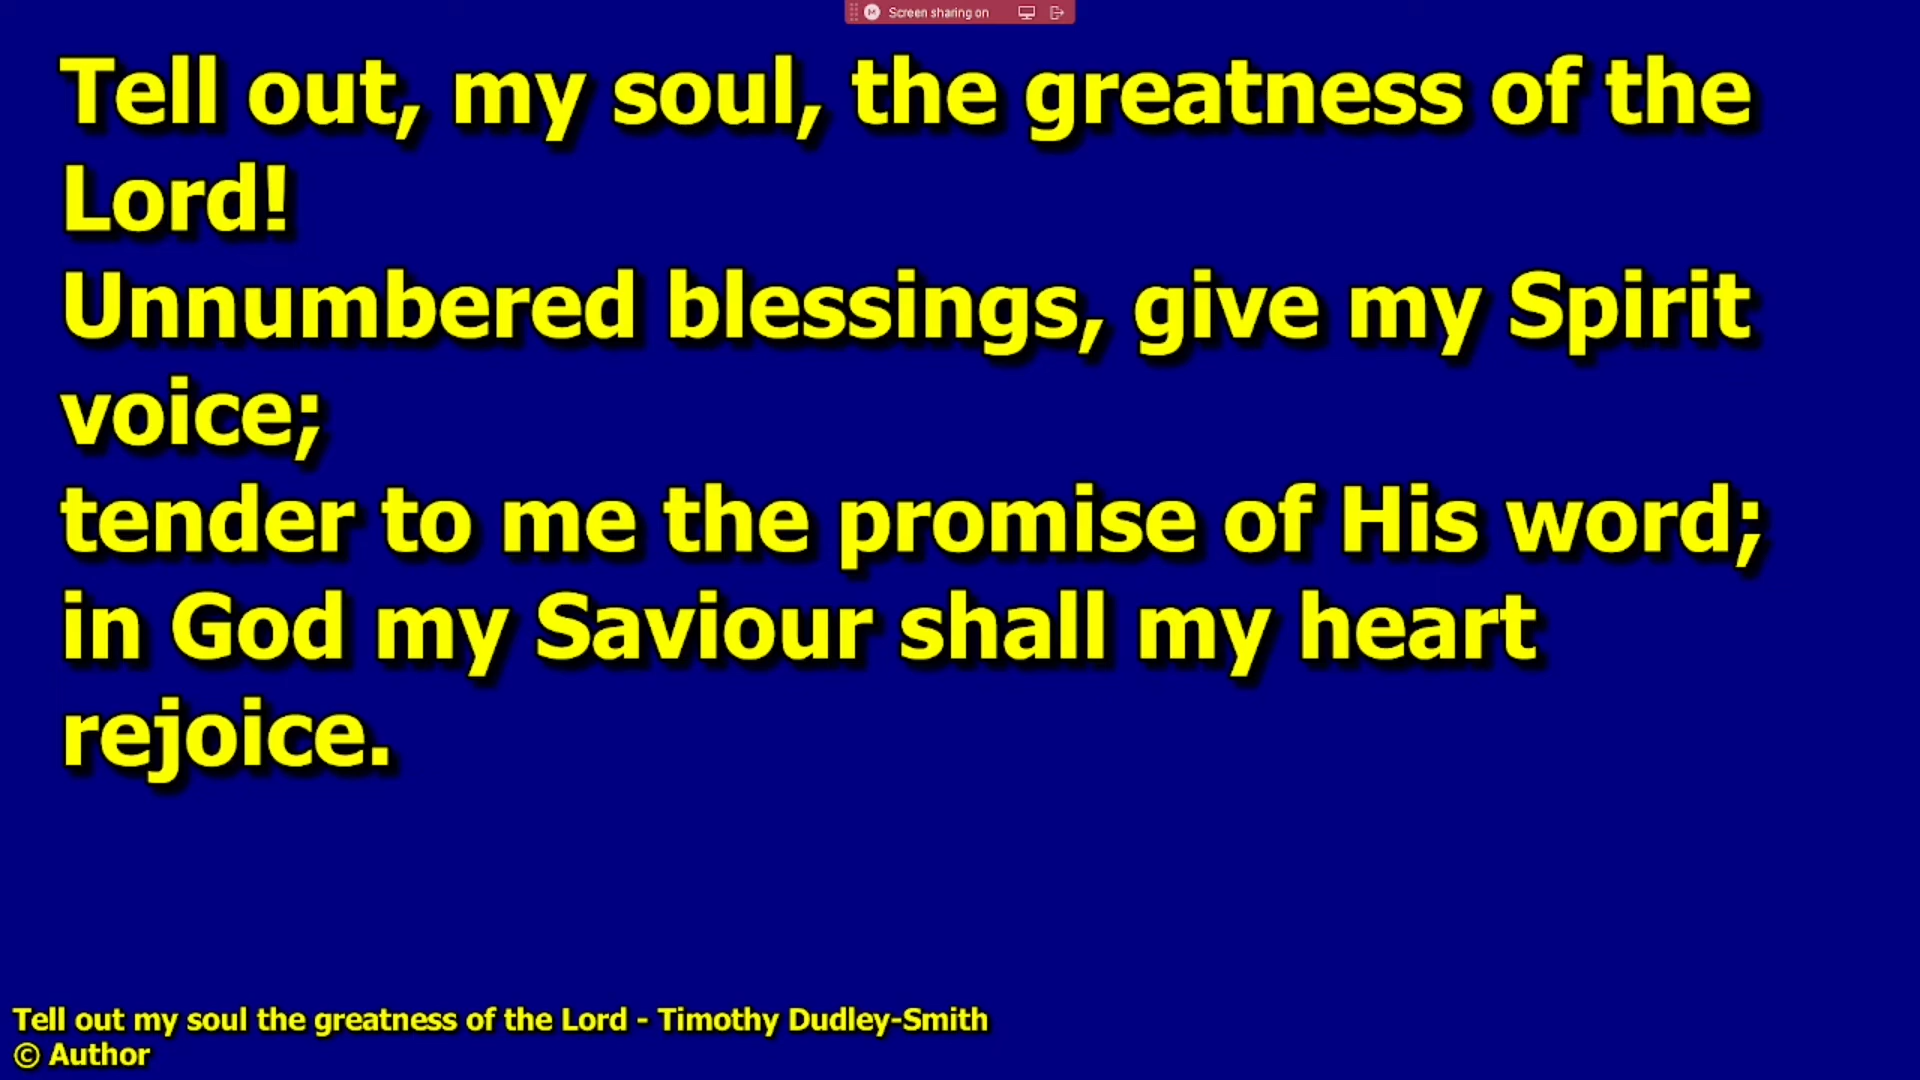 Screen sharing on
Tell out, my soul, the greatness of the
Lord!
Unnumbered blessings, give my Spirit
voice;
tender to me the promise of His word;
in God my Saviour shall my heart
rejoice.
Tell out my soul the greatness of the Lord - Timothy Dudley-Smith
© Author